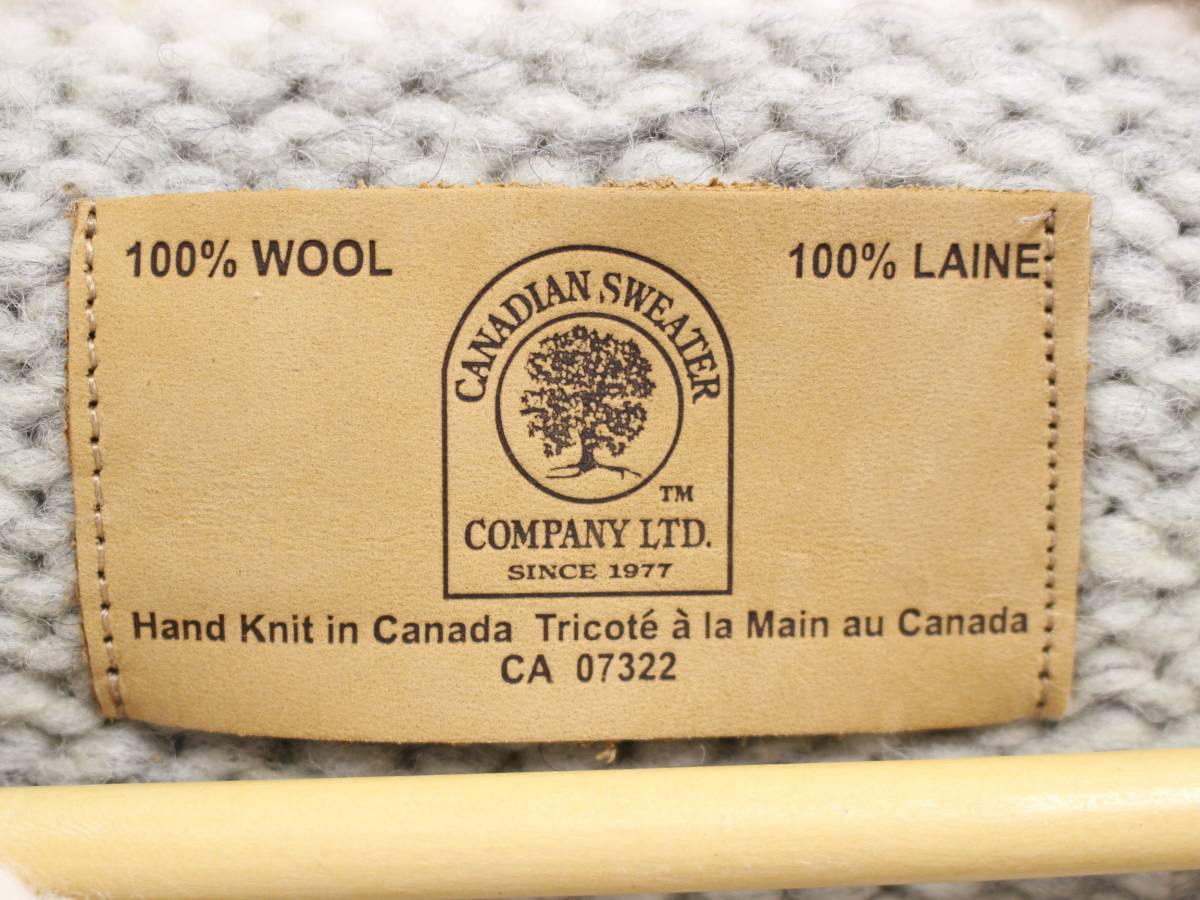 100% WOOL
100% LAINE
CANADIAN SWEATER
TM
COMPANY LTD.
SINCE 1977
Hand Knit in Canada Tricoté à la Main au Canada
CA 07322